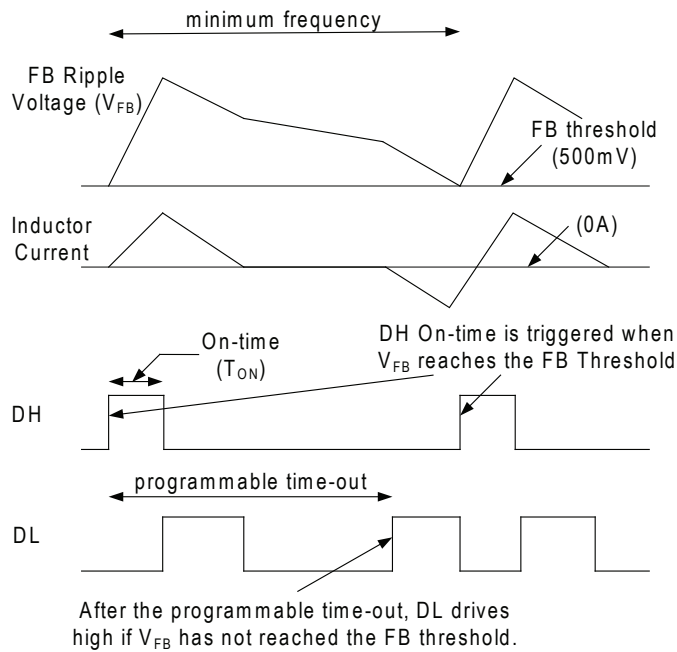 minimum frequency
FB Ripple
Voltage (VFB)
FB threshold
(500mV)
Inductor
Current
(0A)
DH On-time is triggered when
VFB reaches the FB Threshold
On-time
(TON)
DH
programmable time-out
DL
After the programmable time-out, DL drives
high if VFB has not reached the FB threshold.